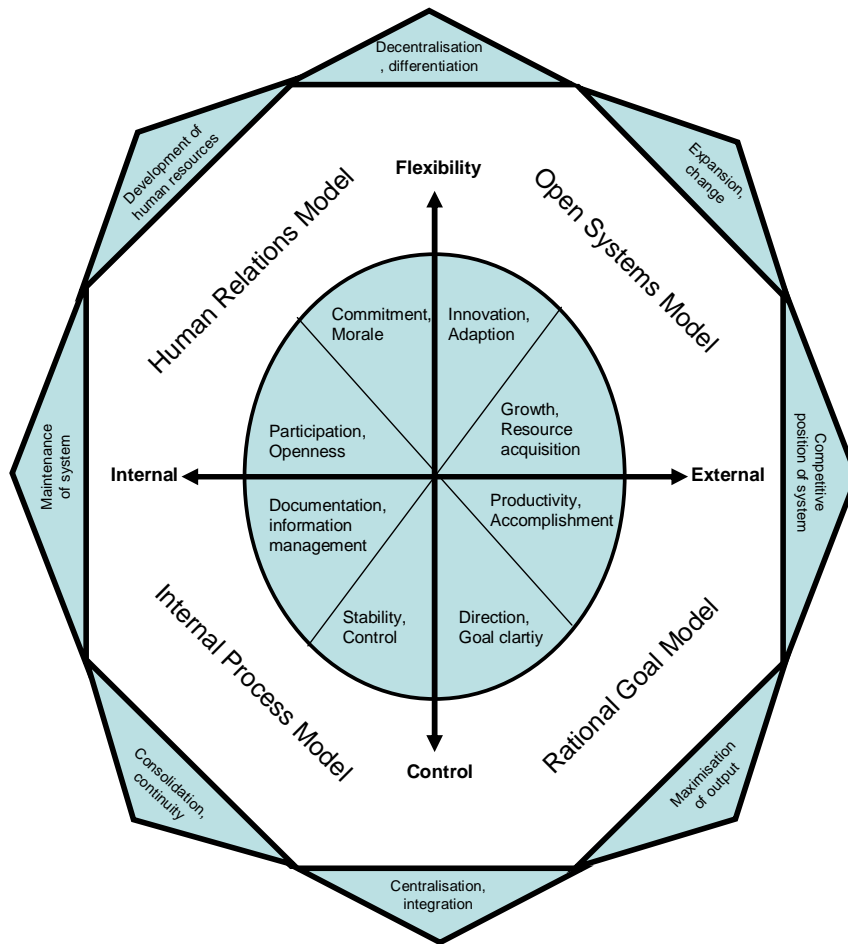 Decentralisation
, differentiation
Development of
human resources
Expansion,
change
Flexibility
Human Relations Model
Open Systems Model
Commitment,
Morale
Innovation,
Adaption
Participation,
Openness
Growth,
Resource
acquisition
Maintenance
of system
Internal
External
Competitive
position of system
Documentation,
information
management
Productivity,
Accomplishment
Stability,
Control
Direction,
Goal clartiy
Internal Process Model
Rational Goal Model
Control
Consolidation,
continuity
Maximisation
of output
Centralisation,
integration